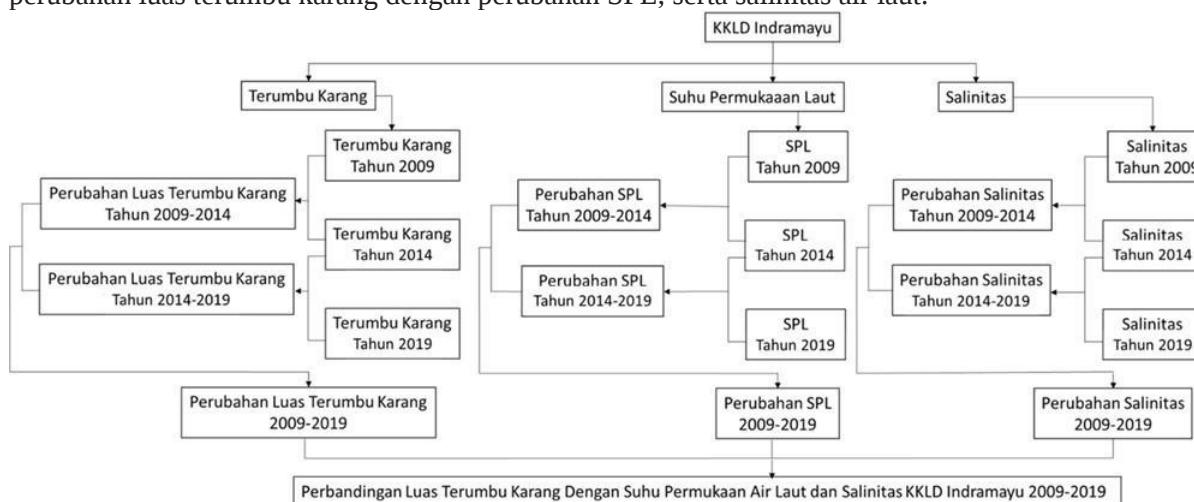 perubahan luas terumbu karang dengan perubahan SPL, serta salinitas air laut.
KKLD Indramayu
Terumbu Karang
Suhu Permukaaan Laut
Salinitas
Terumbu Karang
Tahun 2009
SPL
Tahun 2009
Salinitas
Tahun 2009
Perubahan Luas Terumbu Karang
Tahun 2009-2014
Perubahan SPL
Tahun 2009-2014
Perubahan Salinitas
Tahun 2009-2014
Terumbu Karang
Tahun 2014
SPL
Tahun 2014
Salinitas
Tahun 2014
Perubahan Luas Terumbu Karang
Tahun 2014-2019
Perubahan SPL
Tahun 2014-2019
Perubahan Salinitas
Tahun 2014-2019
Terumbu Karang
Tahun 2019
SPL
Tahun 2019
Salinitas
Tahun 2019
Perubahan Luas Terumbu Karang
2009-2019
Perubahan SPL
2009-2019
Perubahan Salinitas
2009-2019
Perbandingan Luas Terumbu Karang Dengan Suhu Permukaan Air Laut dan Salinitas KKLD Indramayu 2009-2019